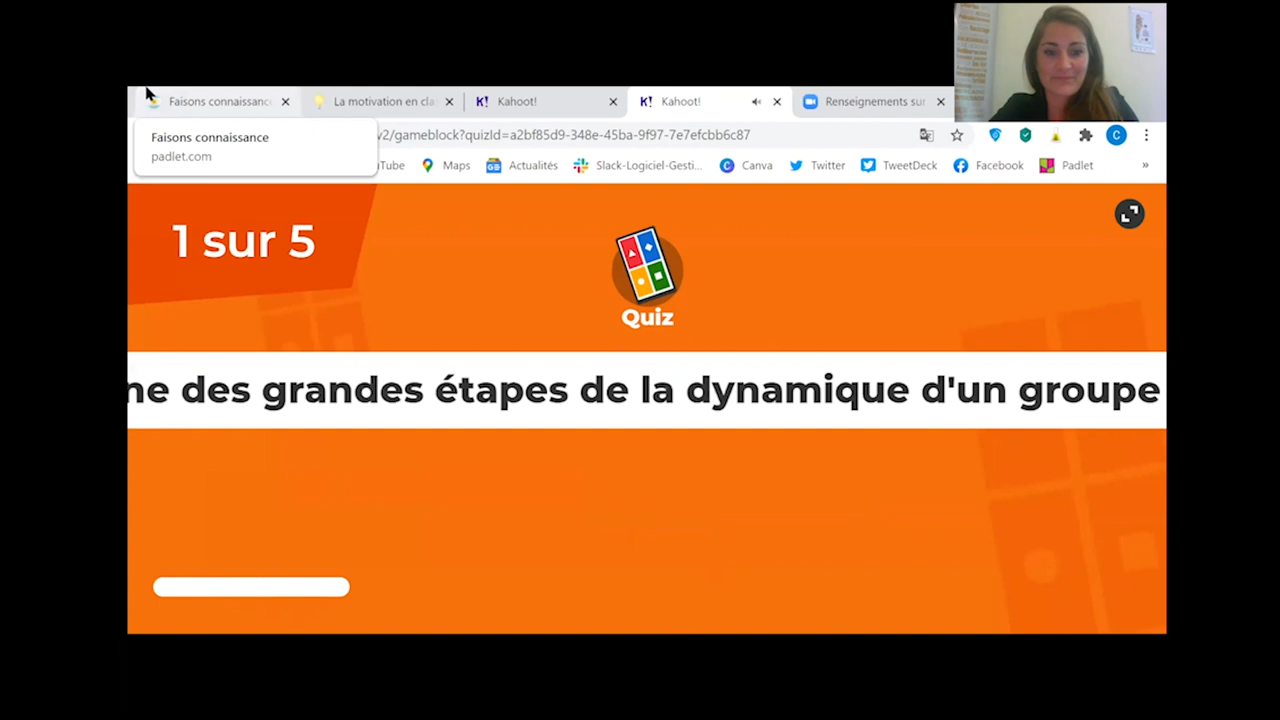 Faisons connaissance
La motivation en cla
Kahoot!
Kahoot!
Renseignements sur
Faisons connaissance
padlet.com
v2/gameblock?quizId=a2bf85d9-348e-45ba-9f97-7e7efcbb6c87
C
Tube
Maps
Actualités
Slack-Logiciel-Gesti...
Canva
Twitter
TweetDeck
Facebook
Padlet
»
1 sur 5
Quiz
ne des grandes étapes de la dynamique d'un groupe